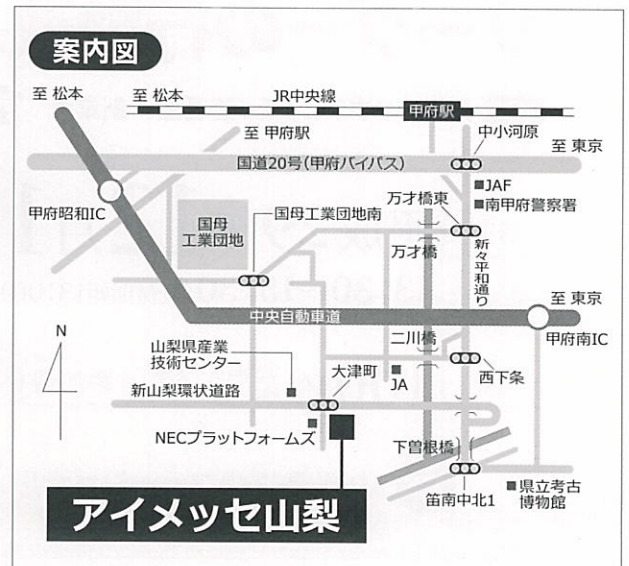 案内図
至 松本
至 松本
JR中央線
甲府駅
至 甲府駅
中小河原
至 東京
国道20号(甲府バイパス)
JAF
南甲府警察署
甲府昭和IC
国母
工業団地
国母工業団地南
万才橋東
万才橋
新々平和通り
至 東京
中央自動車道
甲府南IC
N
山梨県産業
技術センター
大津町
二川橋
JA
西下条
新山梨環状道路
NECプラットフォームズ
下曽根橋
笛南中北1
県立考古
博物館
アイメッセ山梨